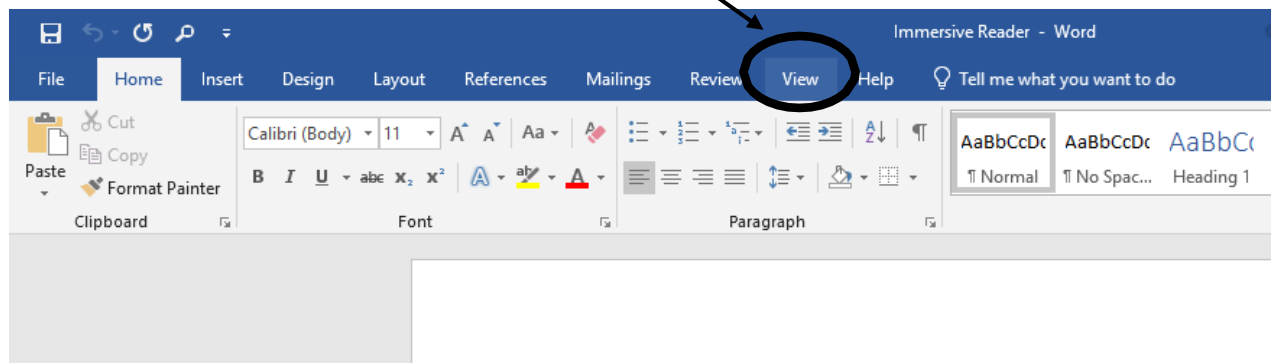 Immersive Reader - Word
File Home Insert Design Layout References Mailings Review View Help Tell me what you want to do
Cut
Copy
Paste
Format Painter
Clipboard
Calibri (Body) 11 A A Aa
B I U abc x2 x2 A ab A
Font
A Z ¶
Paragraph
AaBbCcDc AaBbCcDc AaBbC
¶ Normal ¶ No Spac... Heading 1